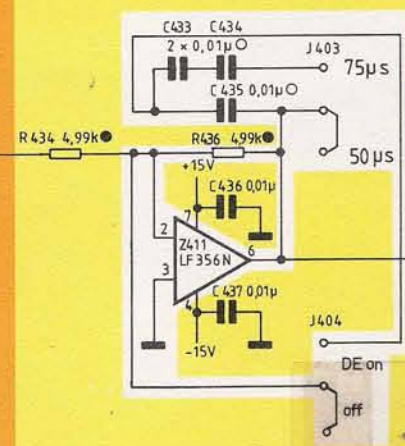 C433 C434
2 × 0,01µ
J403
75µs
C435 0,01µ
R434 4,99k
R436 4,99k
50µs
+15V
C436 0,01µ
7
2
Z411
LF356N
6
3
C437 0,01µ
4
J404
-15V
DE on
off